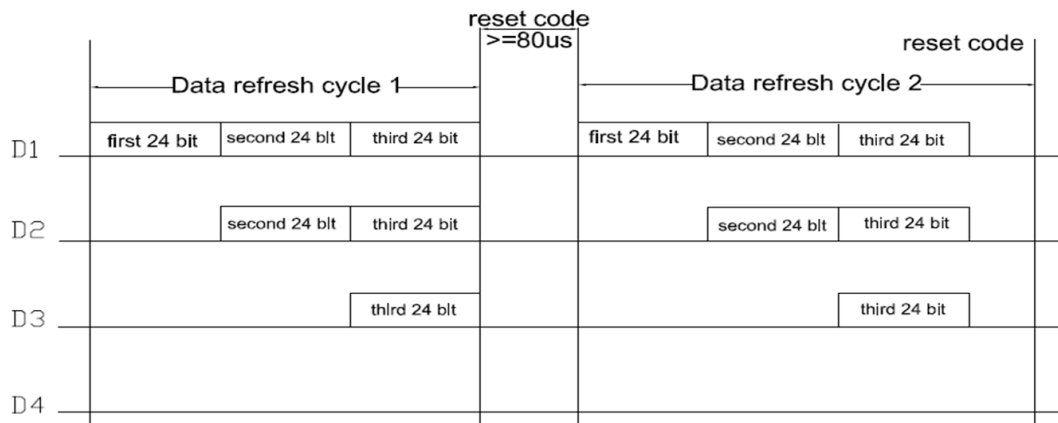 reset code
>=80us
reset code
Data refresh cycle 1
Data refresh cycle 2
D1 first 24 bit second 24 blt third 24 bit first 24 bit second 24 blt third 24 bit
D2 second 24 blt third 24 bit second 24 blt third 24 bit
D3 thlrd 24 blt third 24 bit
D4